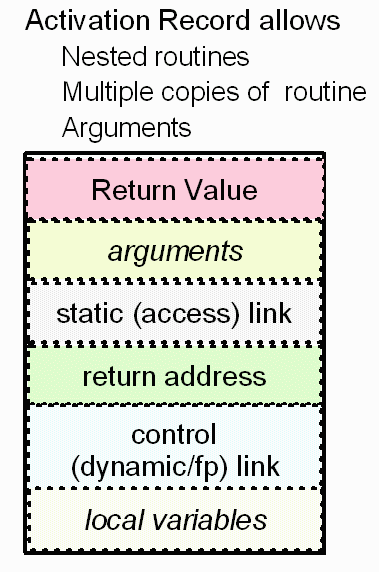 Activation Record allows
Nested routines
Multiple copies of routine
Arguments
Return Value
arguments
static (access) link
return address
control
(dynamic/fp) link
local variables